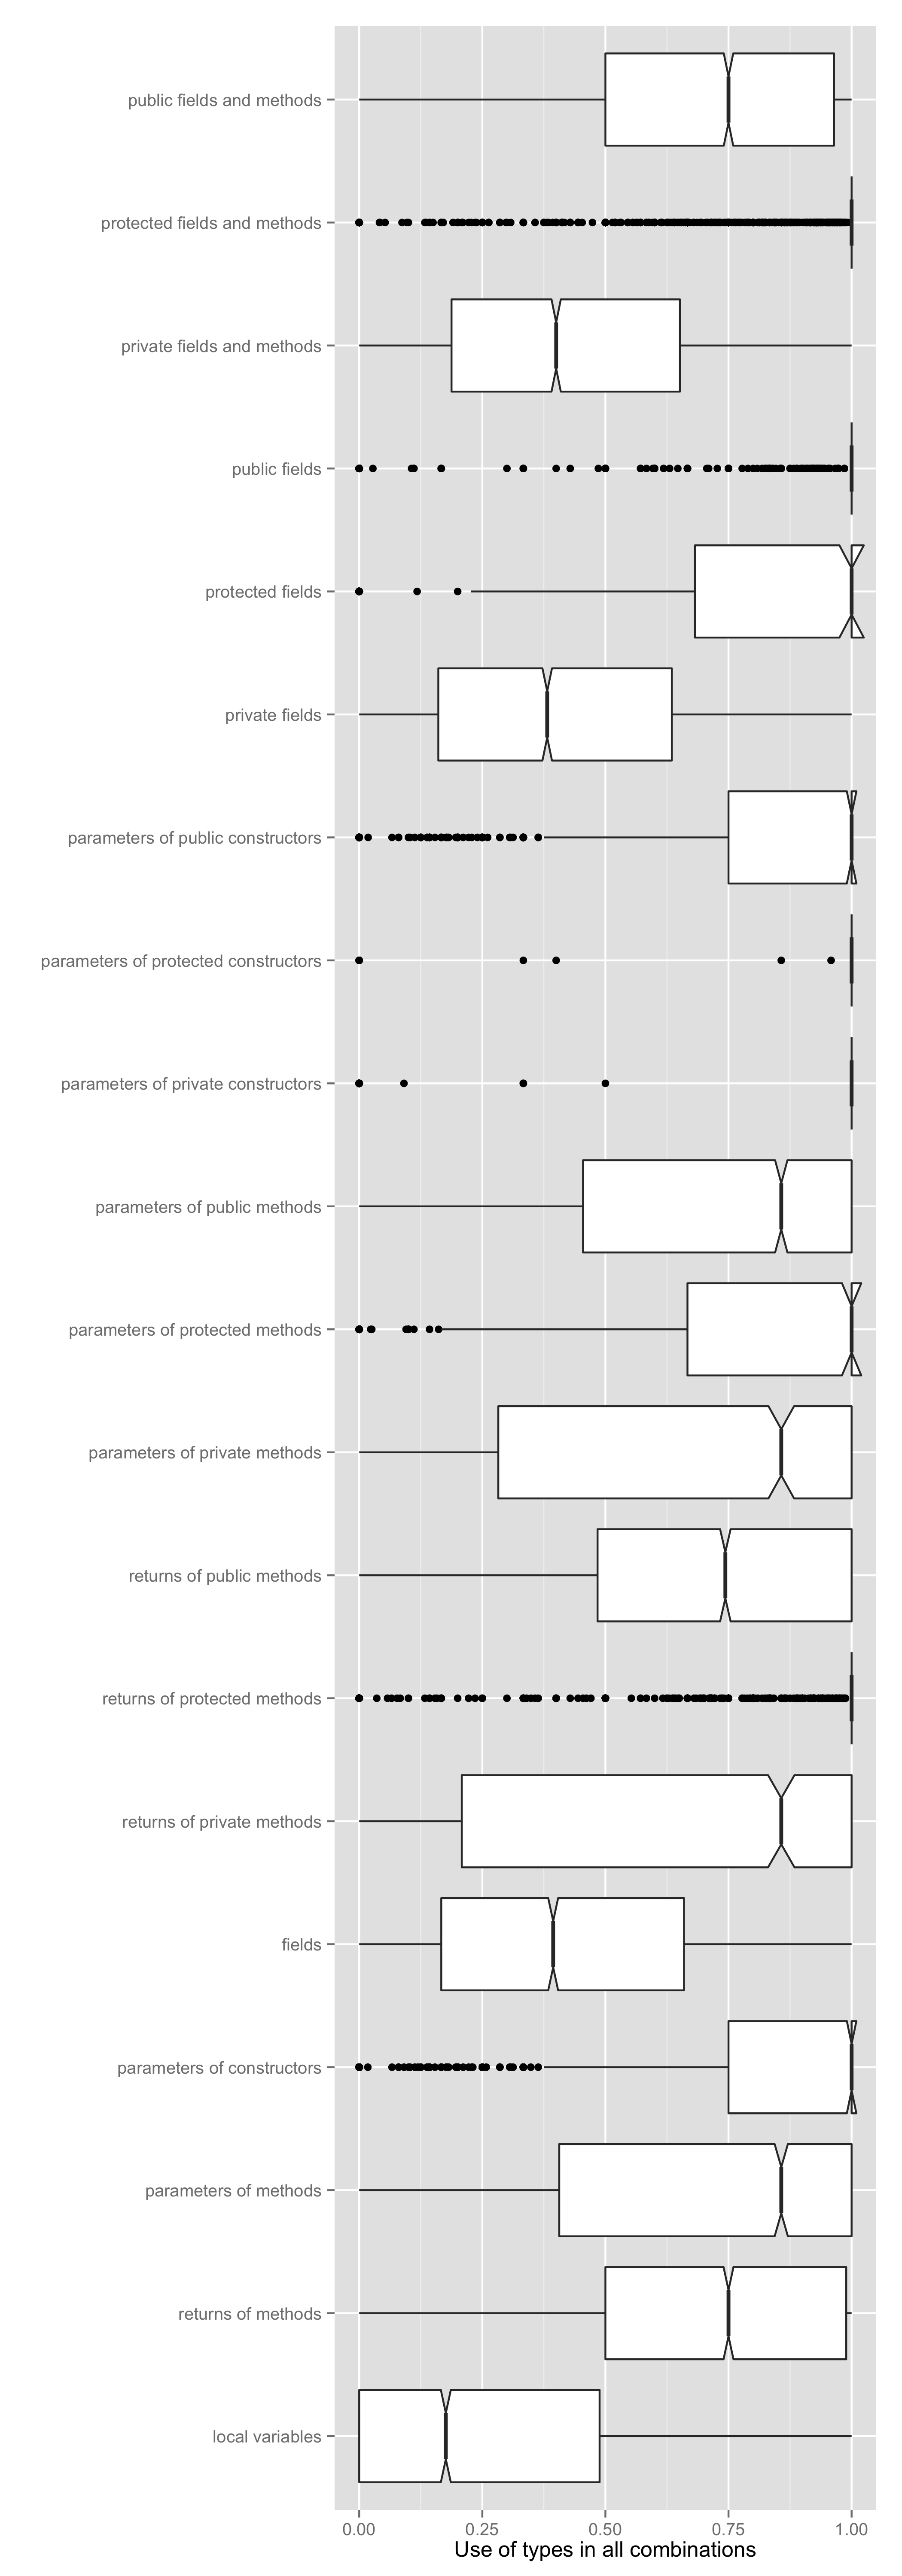 public fields and methods
protected fields and methods
private fields and methods
public fields
protected fields
private fields
parameters of public constructors
parameters of protected constructors
parameters of private constructors
parameters of public methods
parameters of protected methods
parameters of private methods
returns of public methods
returns of protected methods
returns of private methods
fields
parameters of constructors
parameters of methods
returns of methods
local variables
0.00 0.25 0.50 0.75 1.00
Use of types in all combinations